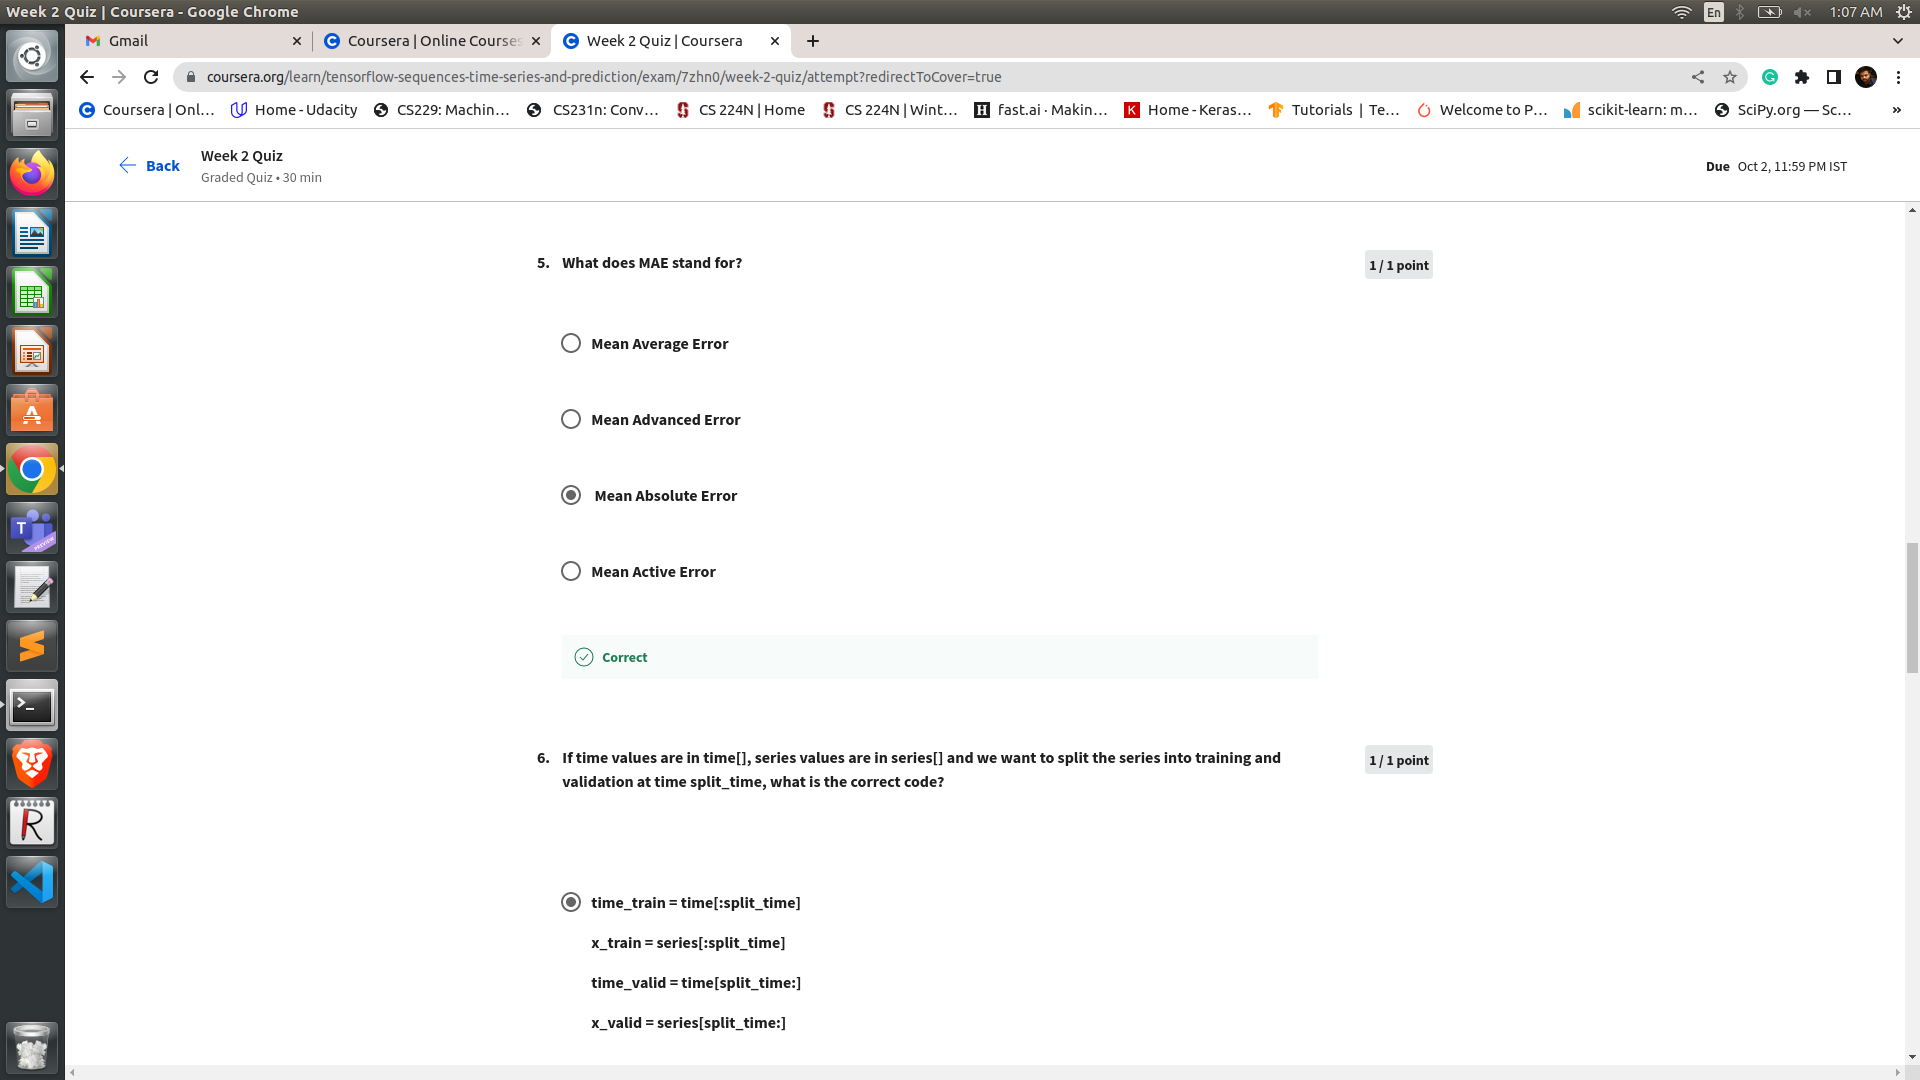 Week 2 Quiz | Coursera - Google Chrome
En
1:07 AM
Gmail
Coursera | Online Courses
Week 2 Quiz | Coursera
coursera.org/learn/tensorflow-sequences-time-series-and-prediction/exam/7zhn0/week-2-quiz/attempt?redirectToCover=true
Coursera | Onl... Home - Udacity CS229: Machin... CS231n: Conv... CS 224N | Home CS 224N | Wint... fast.ai · Makin... Home - Keras... Tutorials | Te... Welcome to P... scikit-learn: m... SciPy.org — Sc... »
Back
Week 2 Quiz
Graded Quiz • 30 min
Due Oct 2, 11:59 PM IST
5. What does MAE stand for?
1 / 1 point
Mean Average Error
Mean Advanced Error
Mean Absolute Error
Mean Active Error
Correct
6. If time values are in time[], series values are in series[] and we want to split the series into training and
validation at time split_time, what is the correct code?
1 / 1 point
time_train = time[:split_time]
x_train = series[:split_time]
time_valid = time[split_time:]
x_valid = series[split_time:]